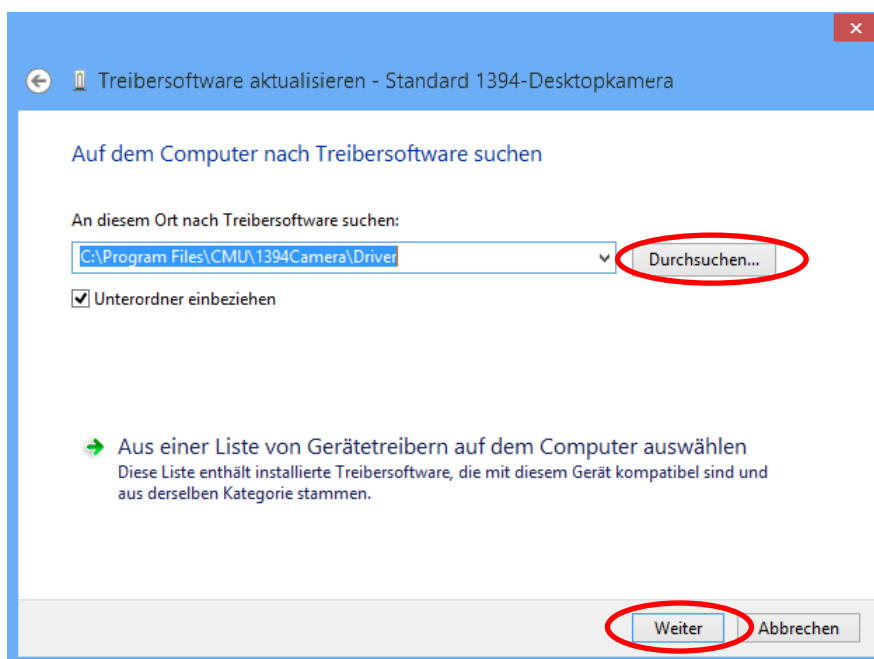 Treibersoftware aktualisieren - Standard 1394-Desktopkamera
Auf dem Computer nach Treibersoftware suchen
An diesem Ort nach Treibersoftware suchen:
C:\Program Files\CMU\1394Camera\Driver
Durchsuchen...
Unterordner einbeziehen
Aus einer Liste von Gerätetreibern auf dem Computer auswählen
Diese Liste enthält installierte Treibersoftware, die mit diesem Gerät kompatibel sind und
aus derselben Kategorie stammen.
Weiter
Abbrechen